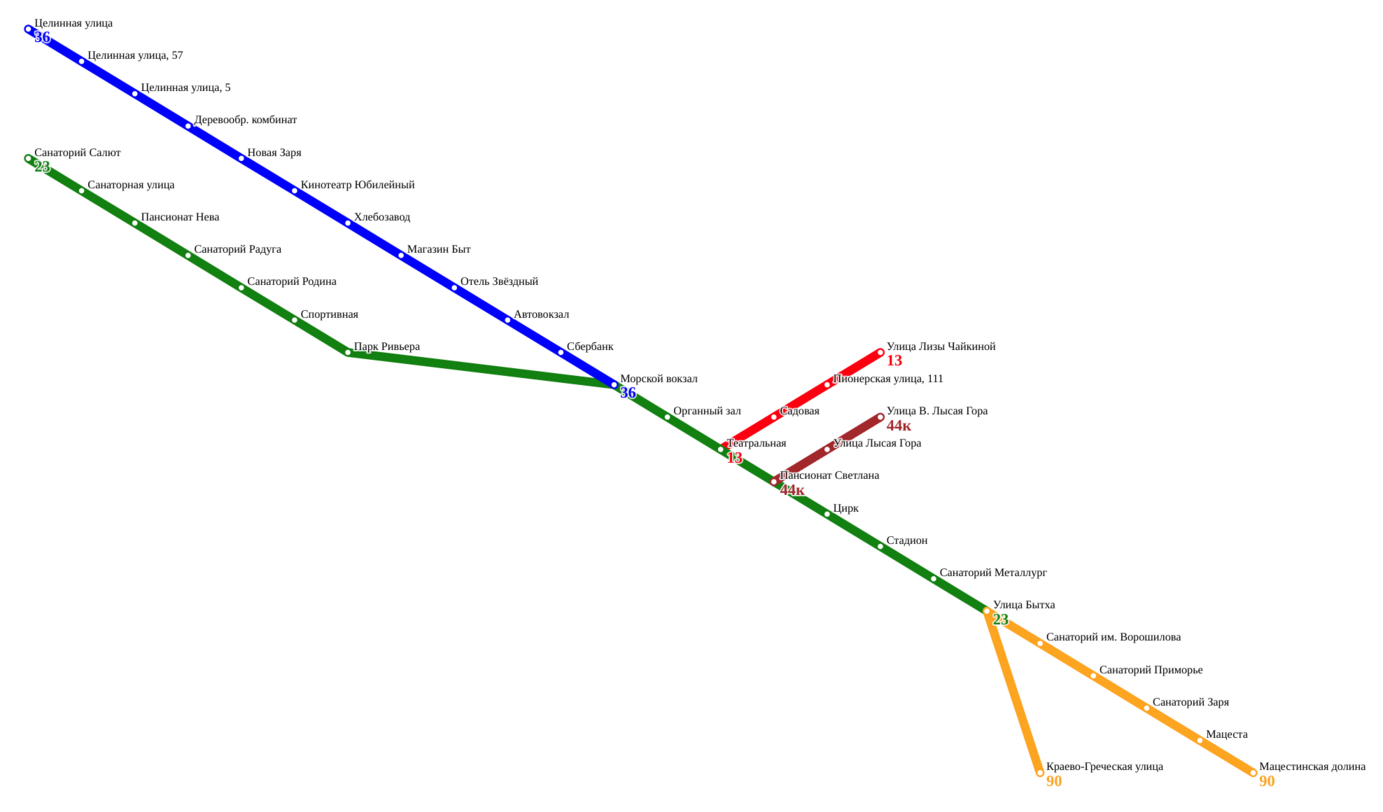 Целинная улица
36
Целинная улица, 57
Целинная улица, 5
Деревообр. комбинат
Санаторий Салют
23
Новая Заря
Санаторная улица
Кинотеатр Юбилейный
Пансионат Нева
Хлебозавод
Санаторий Радуга
Магазин Быт
Санаторий Родина
Отель Звёздный
Спортивная
Автовокзал
Парк Ривьера
Сбербанк
Улица Лизы Чайкиной
13
Морской вокзал
36
Пионерская улица, 111
Органный зал
Садовая
Улица В. Лысая Гора
44к
Театральная
13
Улица Лысая Гора
Пансионат Светлана
44к
Цирк
Стадион
Санаторий Металлург
Улица Бытха
23
Санаторий им. Ворошилова
Санаторий Приморье
Санаторий Заря
Мацеста
Краево-Греческая улица
90
Мацестинская долина
90